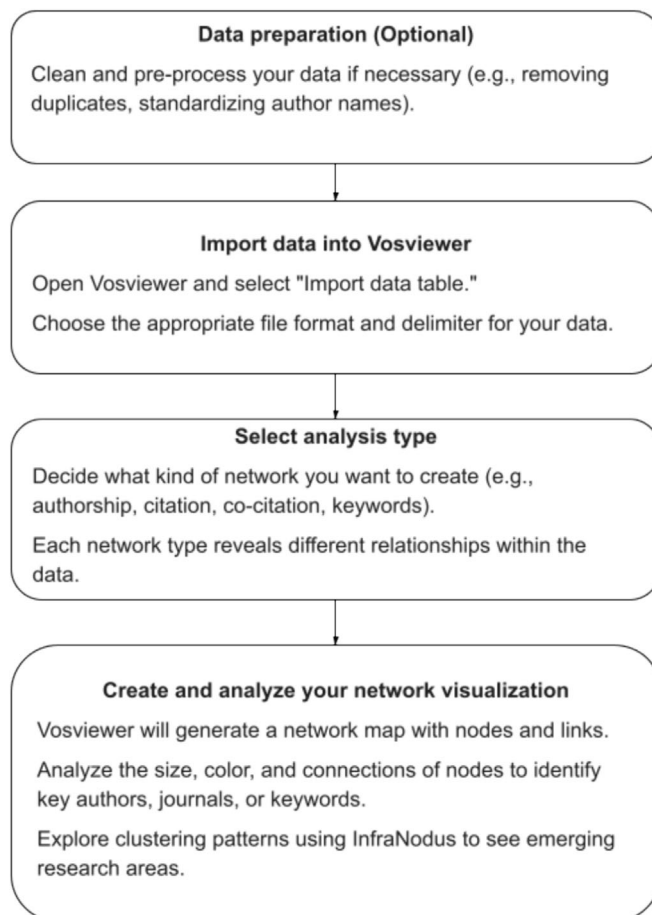 Data preparation (Optional)
Clean and pre-process your data if necessary (e.g., removing
duplicates, standardizing author names).
Import data into Vosviewer
Open Vosviewer and select "Import data table."
Choose the appropriate file format and delimiter for your data.
Select analysis type
Decide what kind of network you want to create (e.g.,
authorship, citation, co-citation, keywords).
Each network type reveals different relationships within the
data.
Create and analyze your network visualization
Vosviewer will generate a network map with nodes and links.
Analyze the size, color, and connections of nodes to identify
key authors, journals, or keywords.
Explore clustering patterns using InfraNodus to see emerging
research areas.